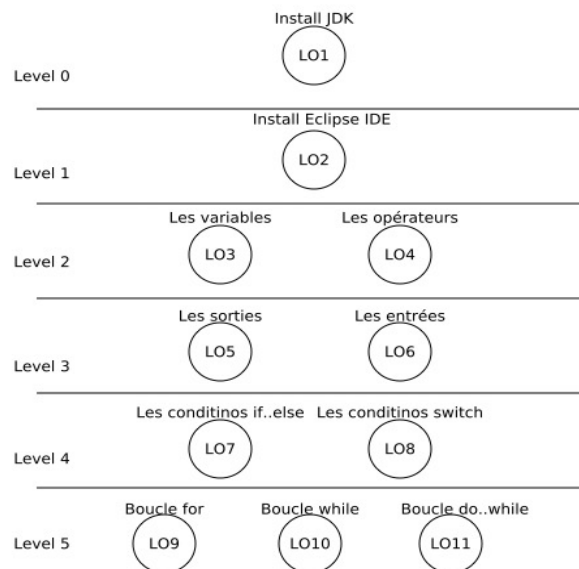 Install JDK
LO1
Level 0
Install Eclipse IDE
LO2
Level 1
Les variables Les opérateurs
LO3 LO4
Level 2
Les sorties Les entrées
LO5 LO6
Level 3
Les conditinos if..else Les conditinos switch
LO7 LO8
Level 4
Boucle for Boucle while Boucle do..while
Level 5 LO9 LO10 LO11